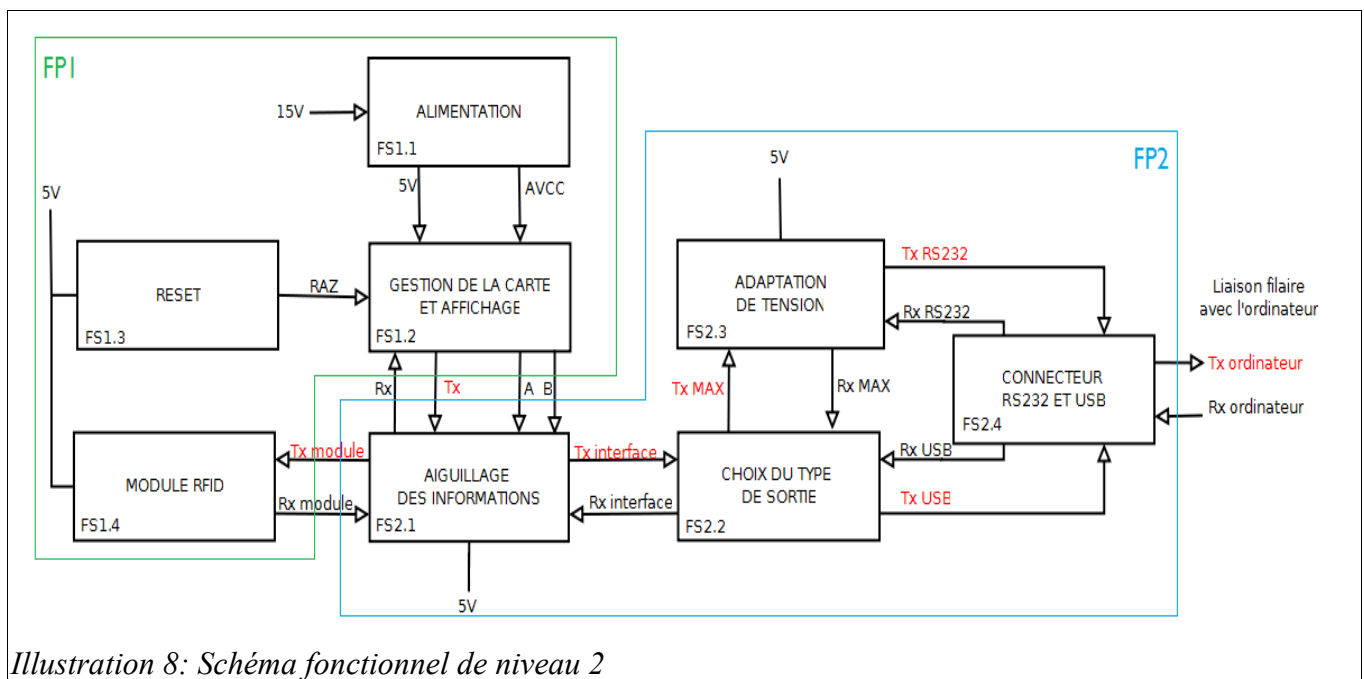 FP1
ALIMENTATION
15V
FS1.1
FP2
5V
5V
AVCC
5V
RESET
RAZ
GESTION DE LA CARTE
ET AFFICHAGE
FS1.3
FS1.2
ADAPTATION
DE TENSION
FS2.3
Tx RS232
Rx RS232
Liaison filaire
avec l'ordinateur
CONNECTEUR
RS232 ET USB
FS2.4
Tx ordinateur
Rx ordinateur
Rx
Tx
A
B
Tx MAX
Rx MAX
Tx module
MODULE RFID
Rx module
FS1.4
AIGUILLAGE
DES INFORMATIONS
FS2.1
Tx interface
Rx interface
CHOIX DU TYPE
DE SORTIE
FS2.2
Rx USB
Tx USB
5V
Illustration 8: Schéma fonctionnel de niveau 2